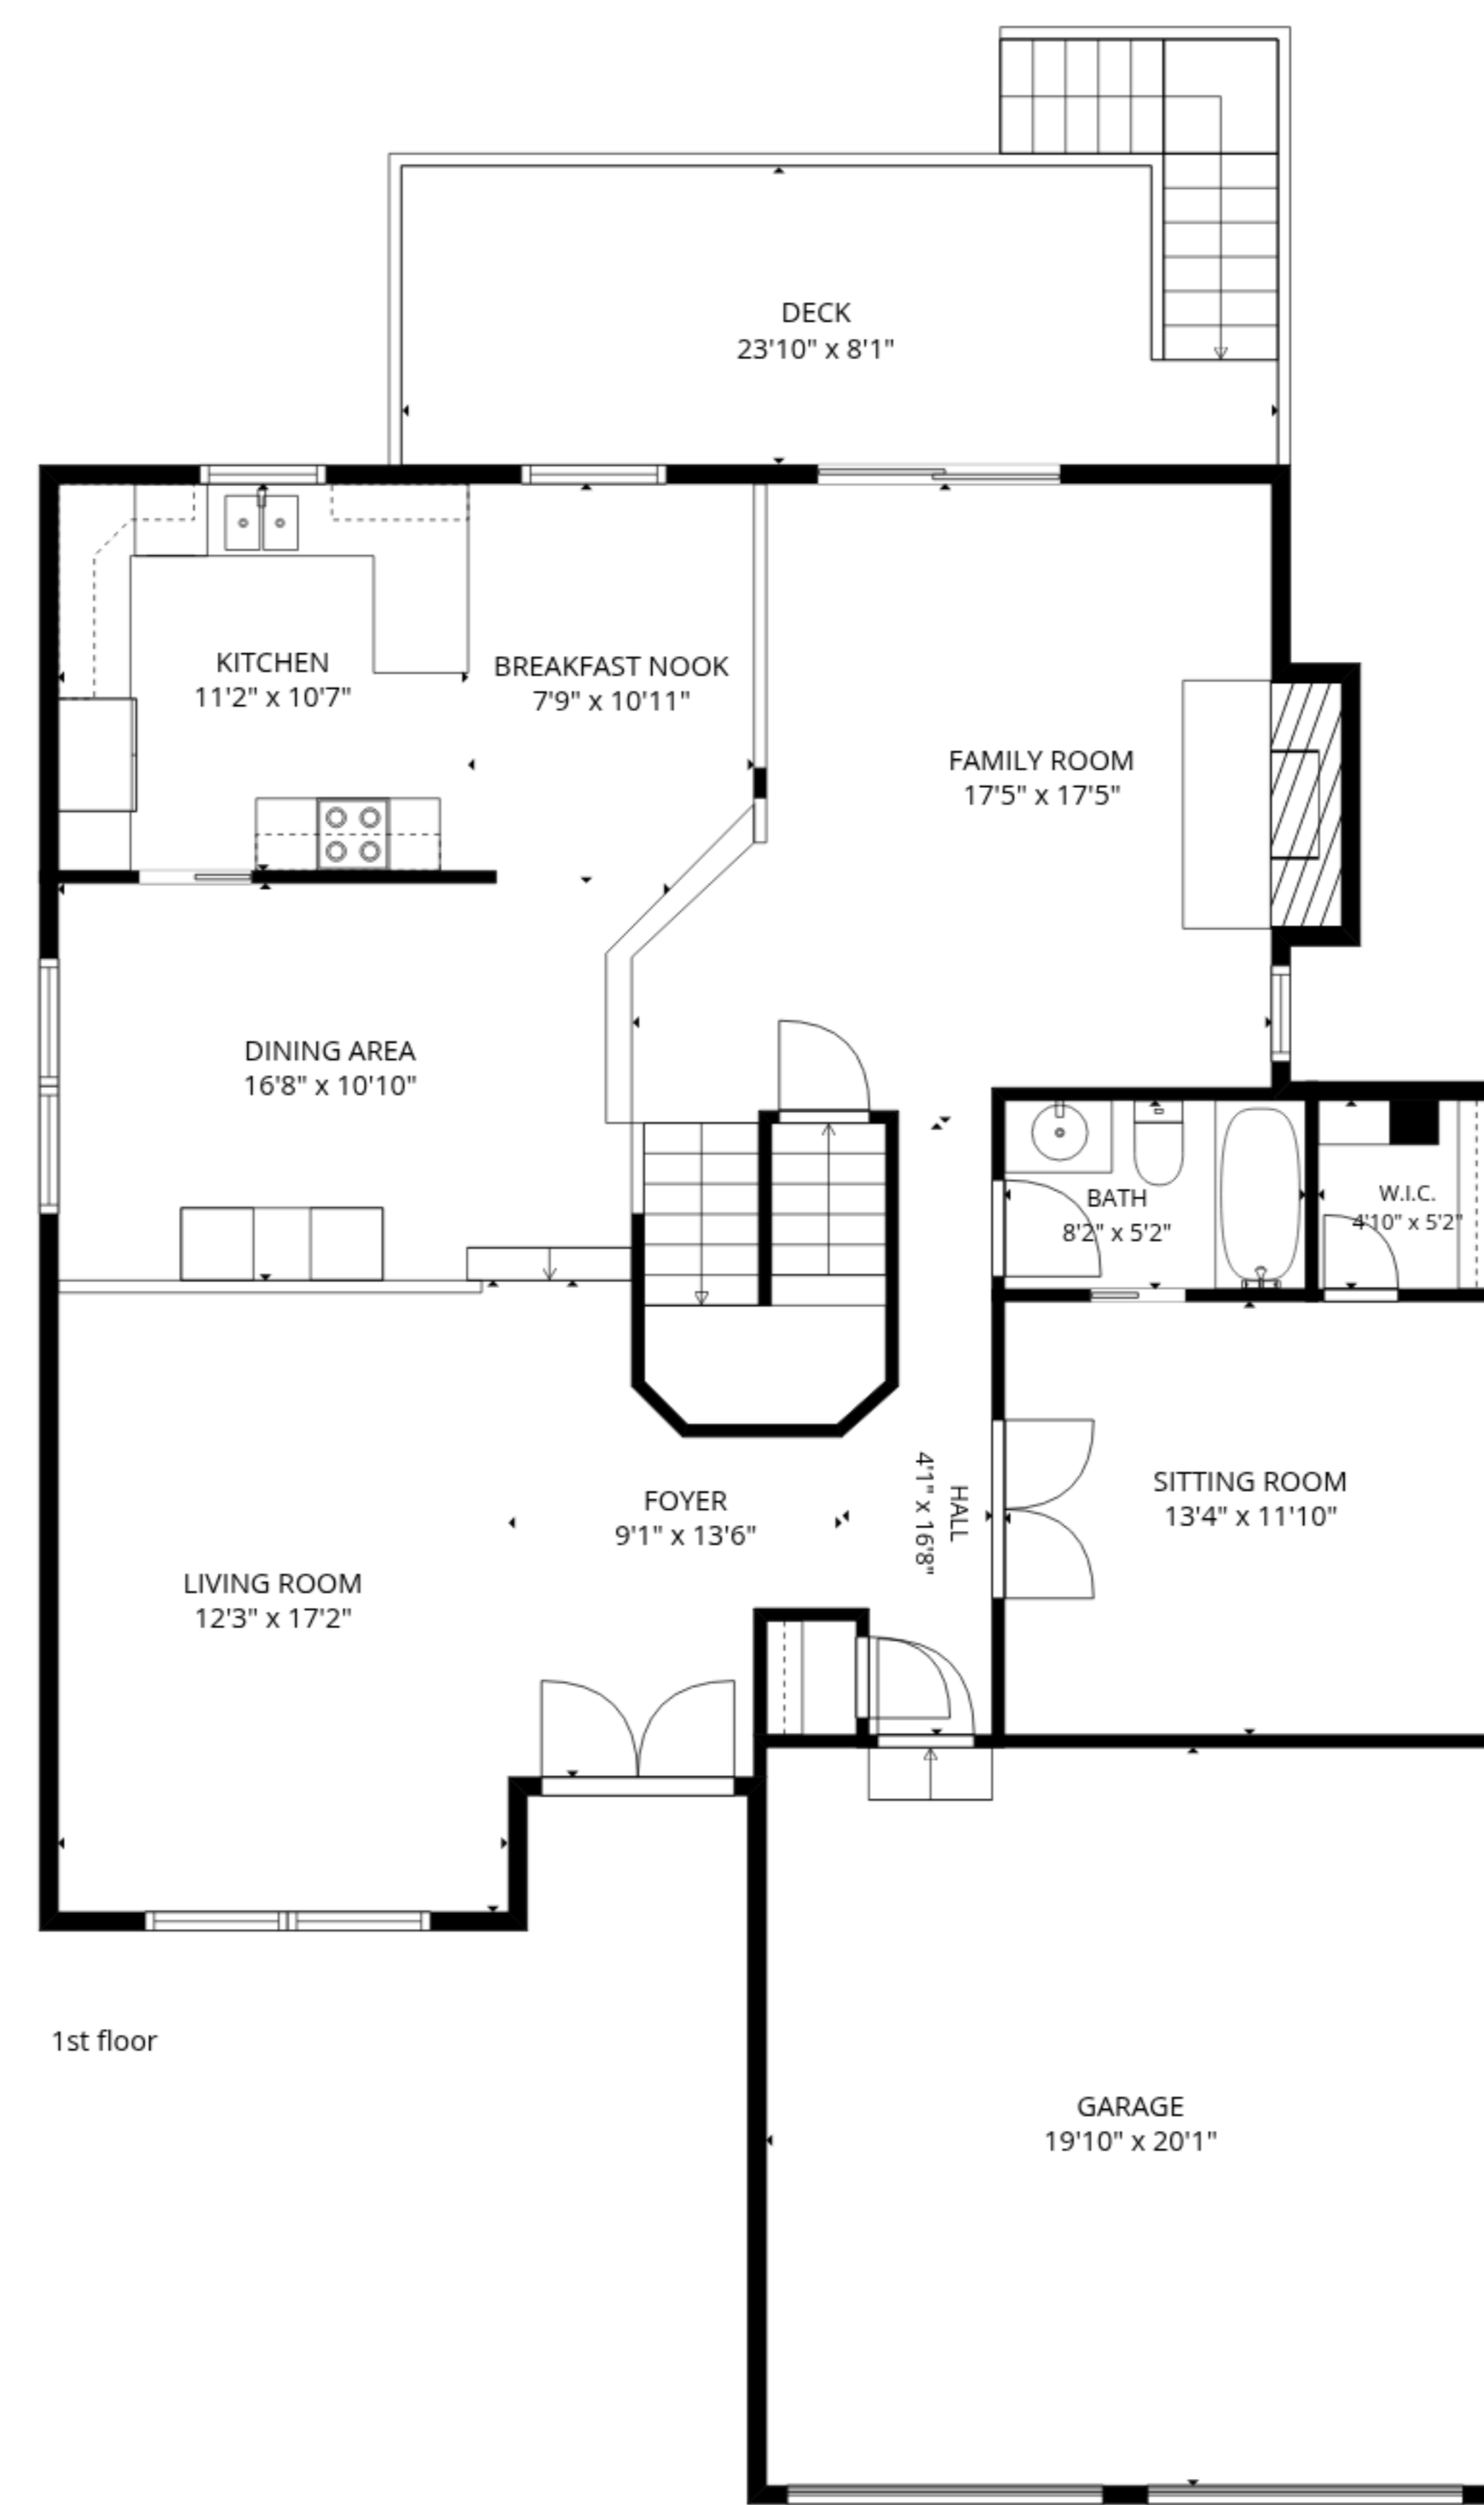 DECK
23'10" x 8'1"
KITCHEN
11'2" x 10'7"
BREAKFAST NOOK
7'9" x 10'11"
FAMILY ROOM
17'5" x 17'5"
DINING AREA
16'8" x 10'10"
BATH
8'2" x 5'2"
W.I.C.
4'10" x 5'2"
FOYER
9'1" x 13'6"
HALL
4'1" x 16'8"
SITTING ROOM
13'4" x 11'10"
LIVING ROOM
12'3" x 17'2"
1st floor
GARAGE
19'10" x 20'1"